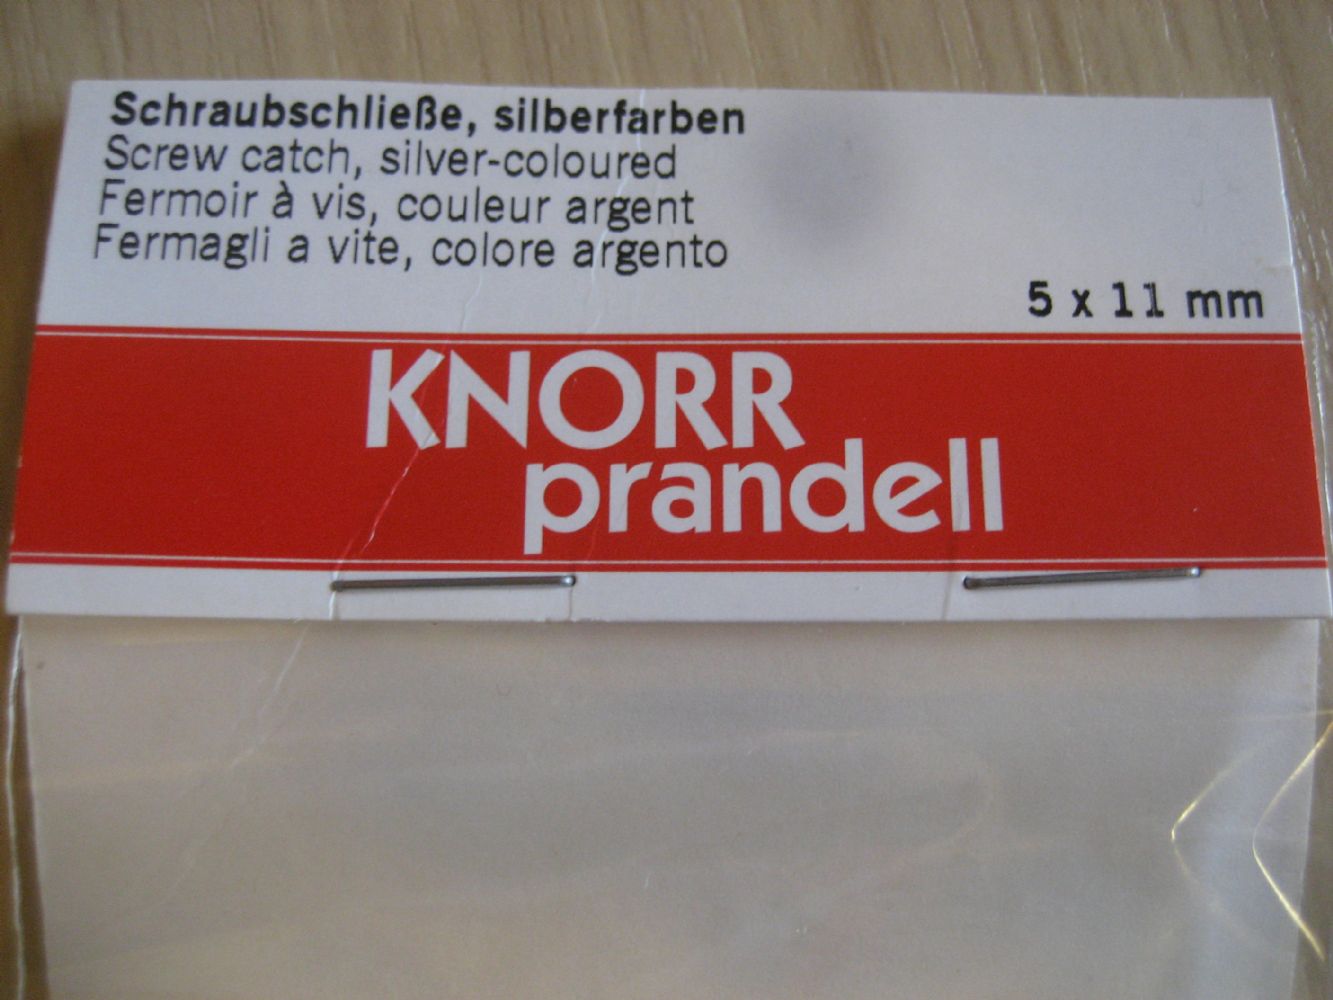 Schraubschließe, silberfarben
Screw catch, silver-coloured
Fermoir à vis, couleur argent
Fermagli a vite, colore argento
5 x 11 mm
KNORR
prandell